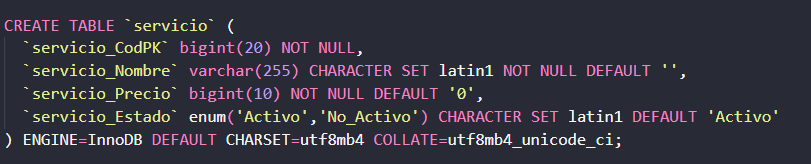 CREATE TABLE `servicio` (
  `servicio_CodPK` bigint(20) NOT NULL,
  `servicio_Nombre` varchar(255) CHARACTER SET latin1 NOT NULL DEFAULT '',
  `servicio_Precio` bigint(10) NOT NULL DEFAULT '0',
  `servicio_Estado` enum('Activo','No_Activo') CHARACTER SET latin1 DEFAULT 'Activo'
) ENGINE=InnoDB DEFAULT CHARSET=utf8mb4 COLLATE=utf8mb4_unicode_ci;